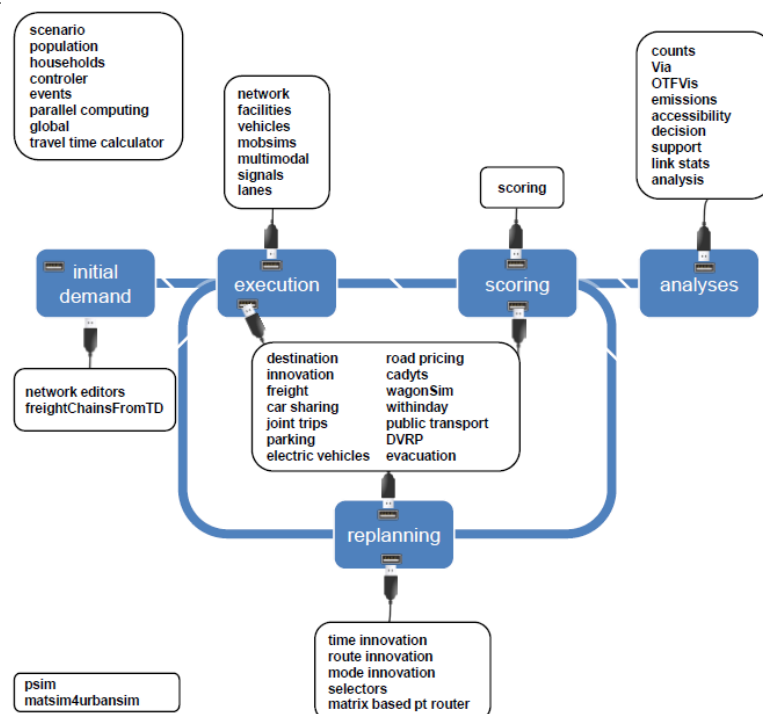 scenario
population
households
controler
events
parallel computing
global
travel time calculator
network
facilities
vehicles
mobsims
multimodal
signals
lanes
scoring
counts
Via
OTFVis
emissions
accessibility
decision
support
link stats
analysis
initial
demand
execution
scoring
analyses
network editors
freightChainsFromTD
destination
innovation
freight
car sharing
joint trips
parking
electric vehicles
road pricing
cadyts
wagonSim
withinday
public transport
DVRP
evacuation
replanning
time innovation
route innovation
mode innovation
selectors
matrix based pt router
psim
matsim4urbansim